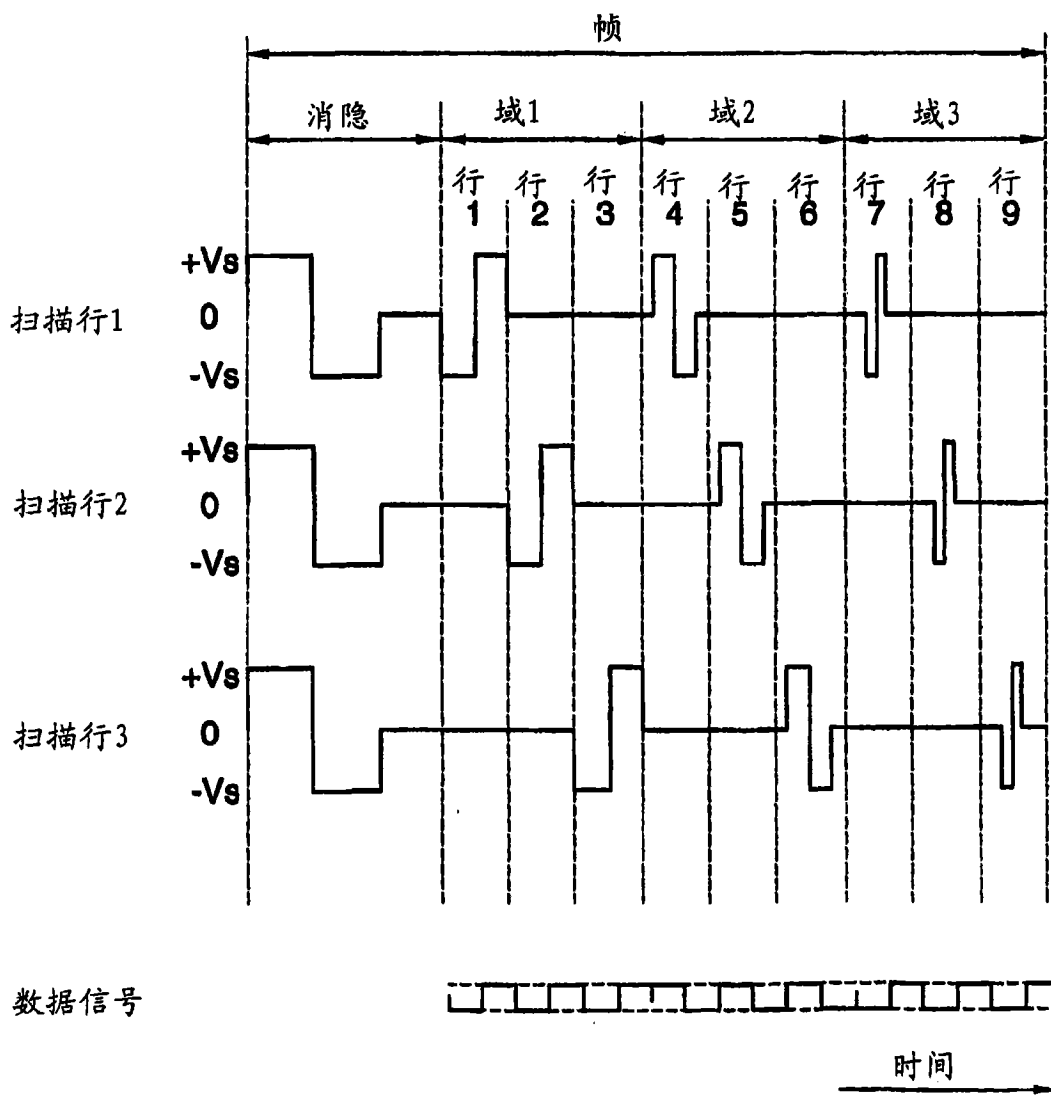 帧
消隐 域1 域2 域3
行 行 行 行 行 行 行 行 行
1 2 3 4 5 6 7 8 9
+Vs
扫描行1 0
-Vs
+Vs
扫描行2 0
-Vs
+Vs
扫描行3 0
-Vs
数据信号
时间